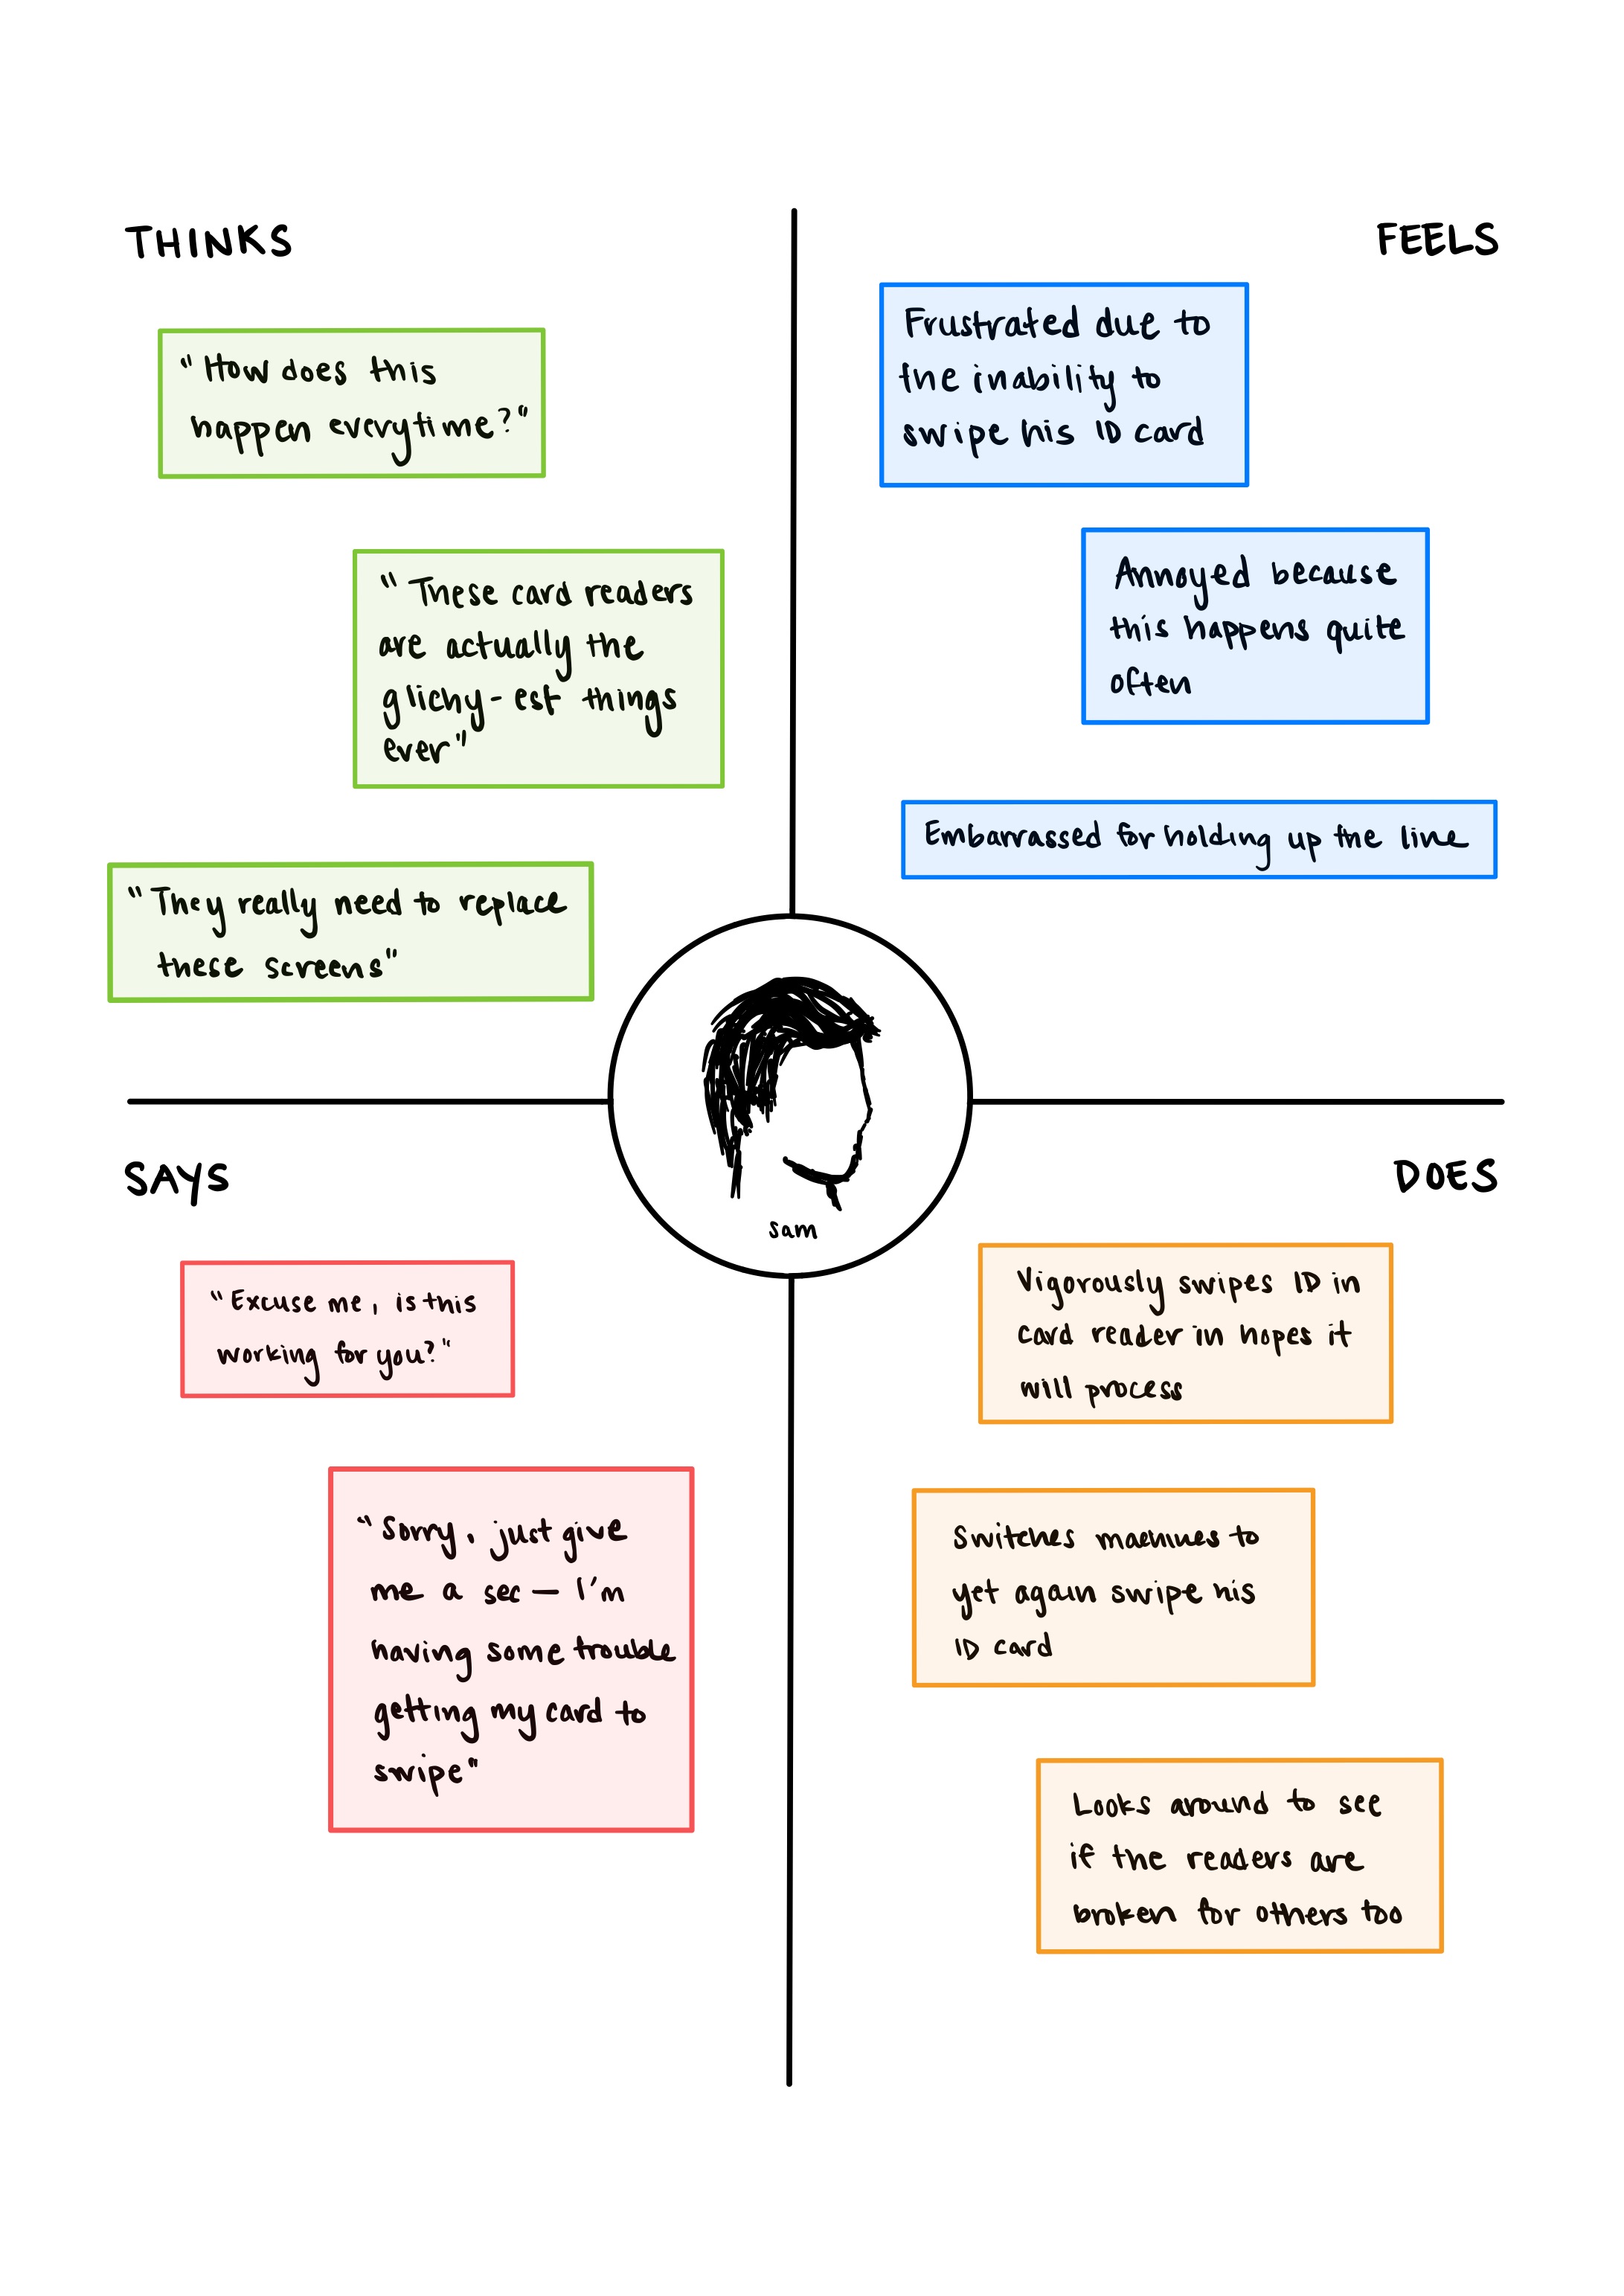 THINKS
"How does this
happen everytime?"
"These card readers
are actually the
glichy-est things
ever"
"They really need to replace
these screens"
FEELS
Frustrated due to
the inability to
swipe his ID card
Annoyed because
this happens quite
often
Embarrassed for holding up the line
sam
SAYS
"Excuse me, is this
working for you?"
"Sorry, just give
me a sec — I'm
having some trouble
getting my card to
swipe"
DOES
Vigorously swipes ID in
card reader in hopes it
will process
Switches machines to
yet again swipe his
ID card
Looks around to see
if the readers are
broken for others too